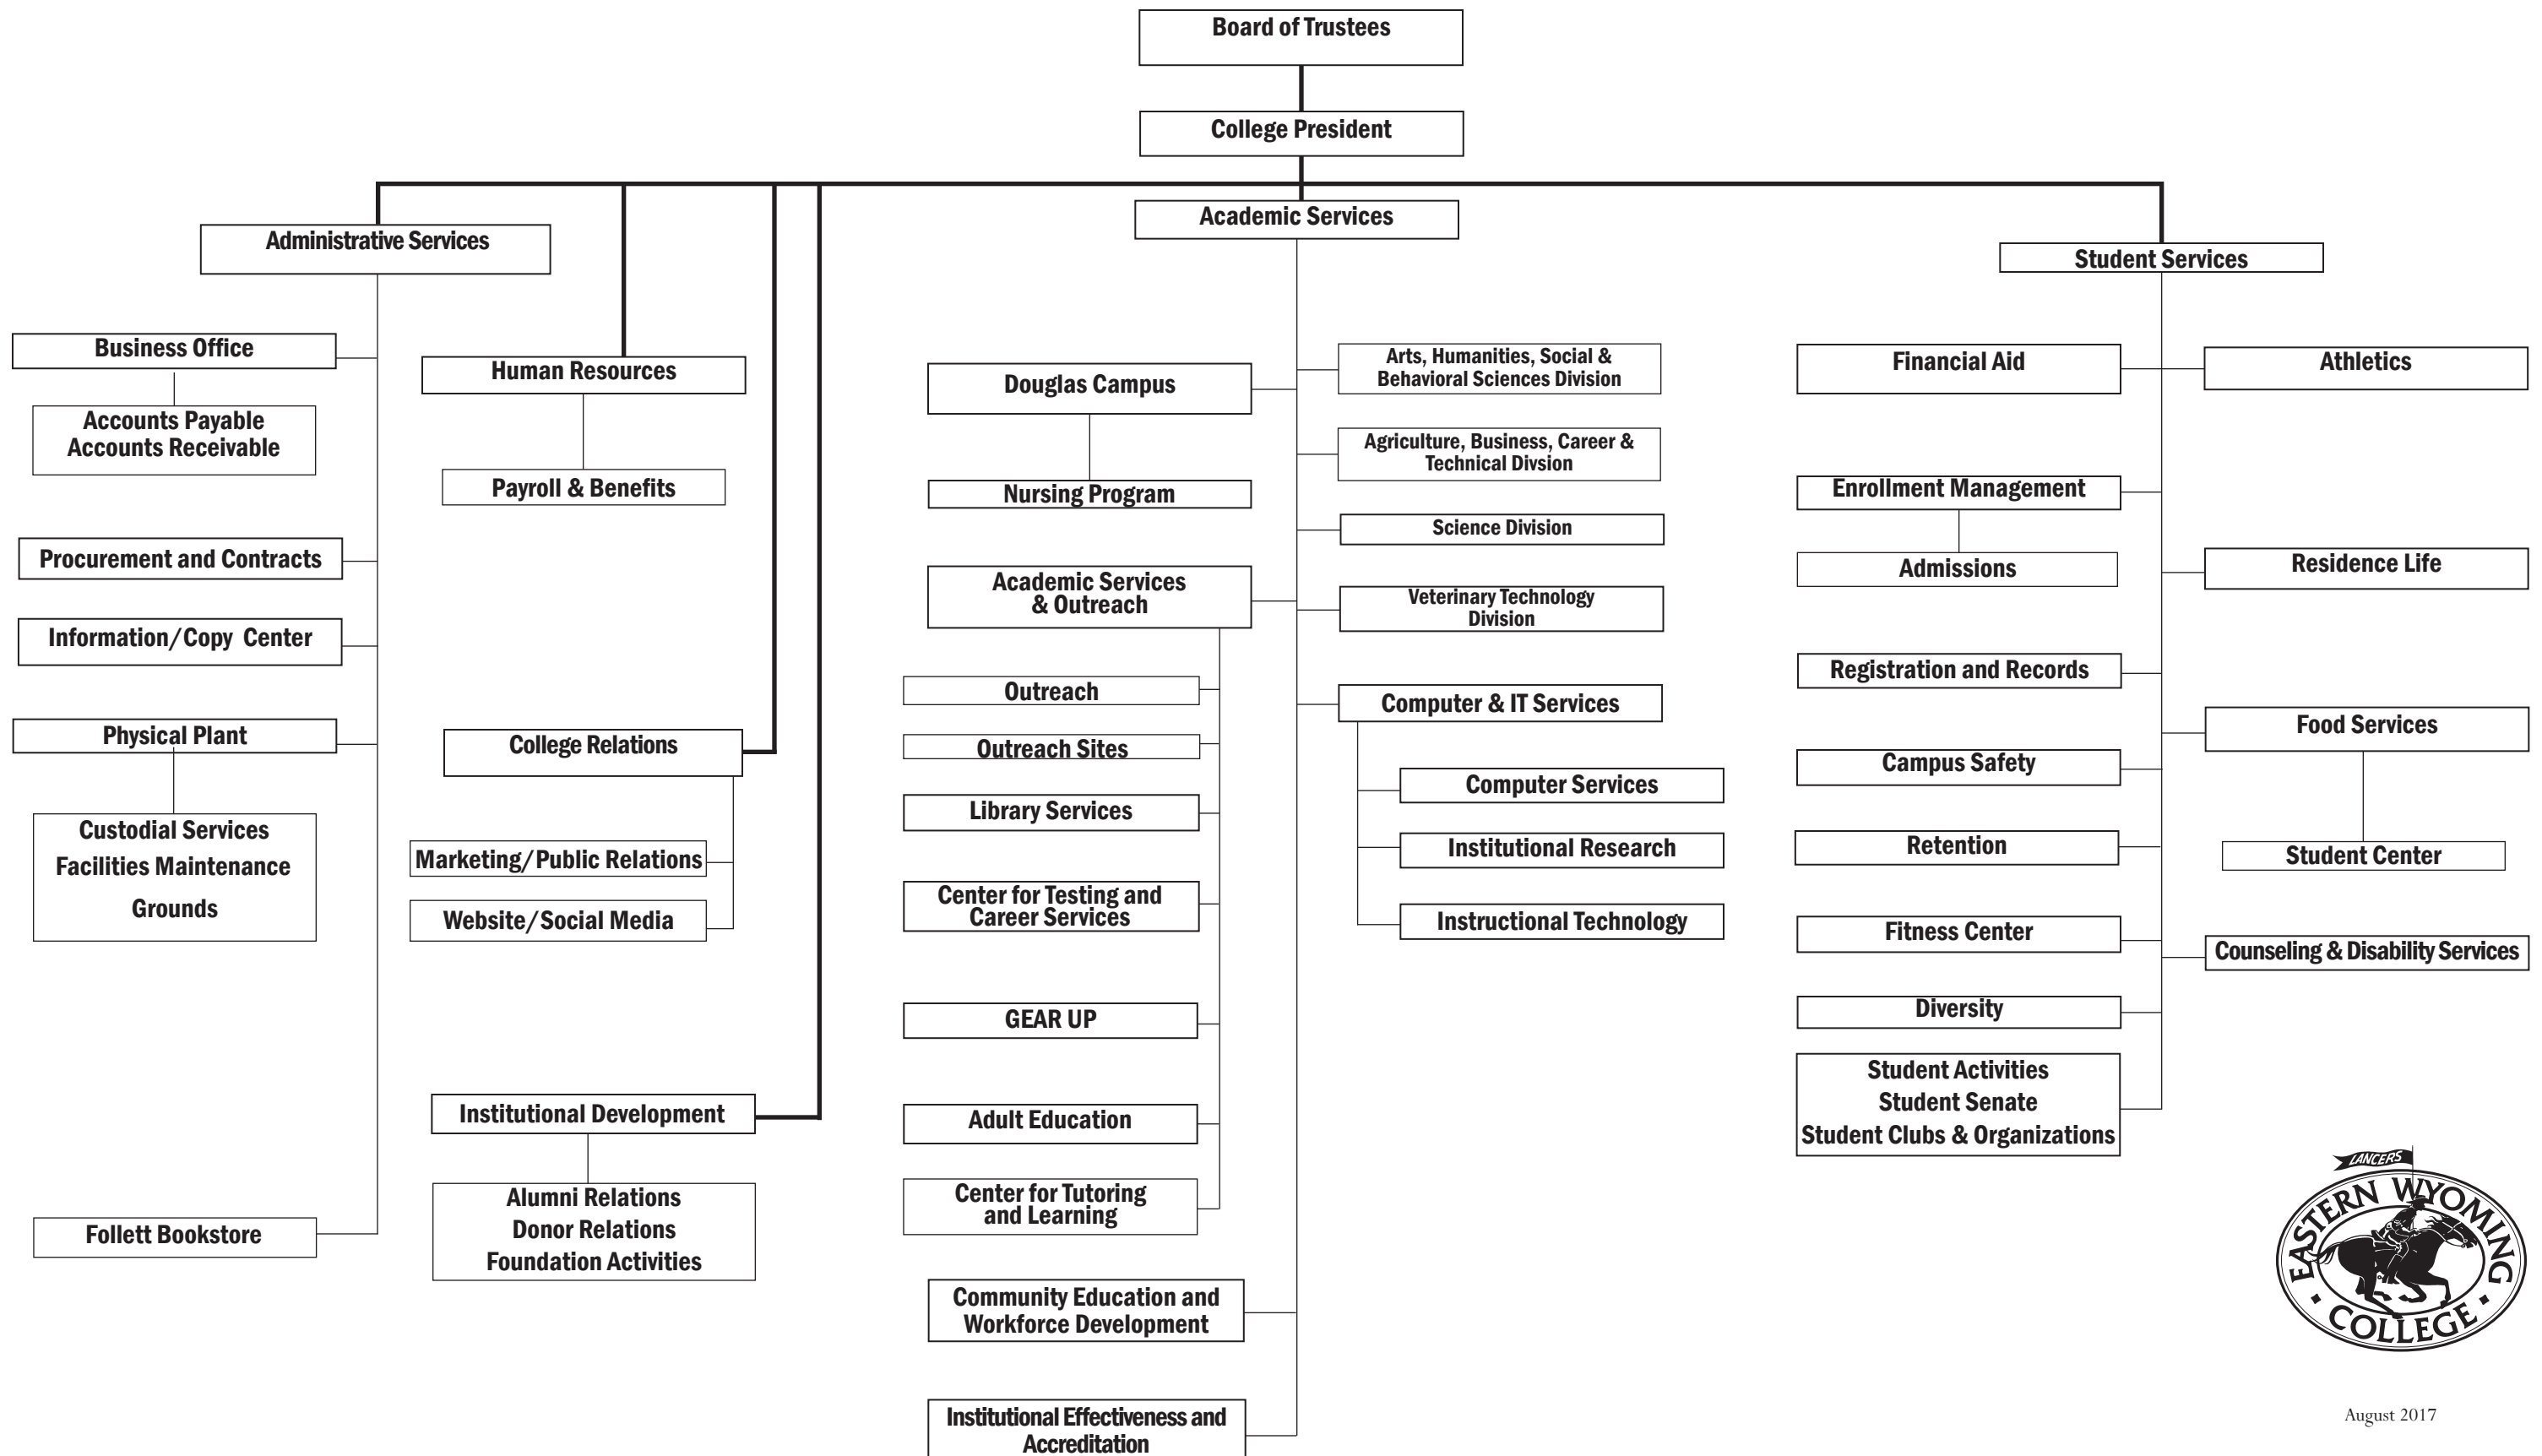 Board of Trustees
College President
Administrative Services
Academic Services
Student Services
Business Office
Accounts Payable
Accounts Receivable
Procurement and Contracts
Information/Copy Center
Physical Plant
Custodial Services
Facilities Maintenance
Grounds
Follett Bookstore
Human Resources
Payroll & Benefits
College Relations
Marketing/Public Relations
Website/Social Media
Institutional Development
Alumni Relations
Donor Relations
Foundation Activities
Douglas Campus
Nursing Program
Academic Services
& Outreach
Outreach
Outreach Sites
Library Services
Center for Testing and
Career Services
GEAR UP
Adult Education
Center for Tutoring
and Learning
Community Education and
Workforce Development
Institutional Effectiveness and
Accreditation
Arts, Humanities, Social &
Behavioral Sciences Division
Agriculture, Business, Career &
Technical Divsion
Science Division
Veterinary Technology
Division
Computer & IT Services
Computer Services
Institutional Research
Instructional Technology
Financial Aid
Enrollment Management
Admissions
Registration and Records
Campus Safety
Retention
Fitness Center
Diversity
Student Activities
Student Senate
Student Clubs & Organizations
Athletics
Residence Life
Food Services
Student Center
Counseling & Disability Services
LANCERS
EASTERN WYOMING
• COLLEGE •
August 2017